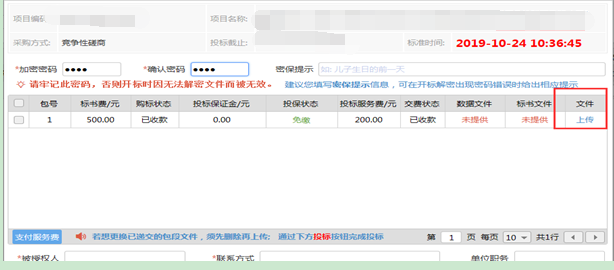 项目编码 项目名称:
采购方式: 竞争性磋商 投标截止: 标准时间: 2019-10-24 10:36:45
*加密密码 •••• *确认密码 •••• 密保提示 如: 儿子生日的前一天
请牢记此密码，否则开标时因无法解密文件而被无效。 建议您填写密保提示信息，可在开标解密出现密码错误时给出相应提示
包号 标书费/元 购标状态 投标保证金/元 投保状态 投标服务费/元 交费状态 数据文件 标书文件 文件
1 500.00 已收款 0.00 免缴 200.00 已收款 未提供 未提供 上传
支付服务费 若想更换已递交的包段文件，须先删除再上传; 通过下方投标按钮完成投标 第 1 页 每页 10 共1行
*被授权人 *联系方式 单位职务